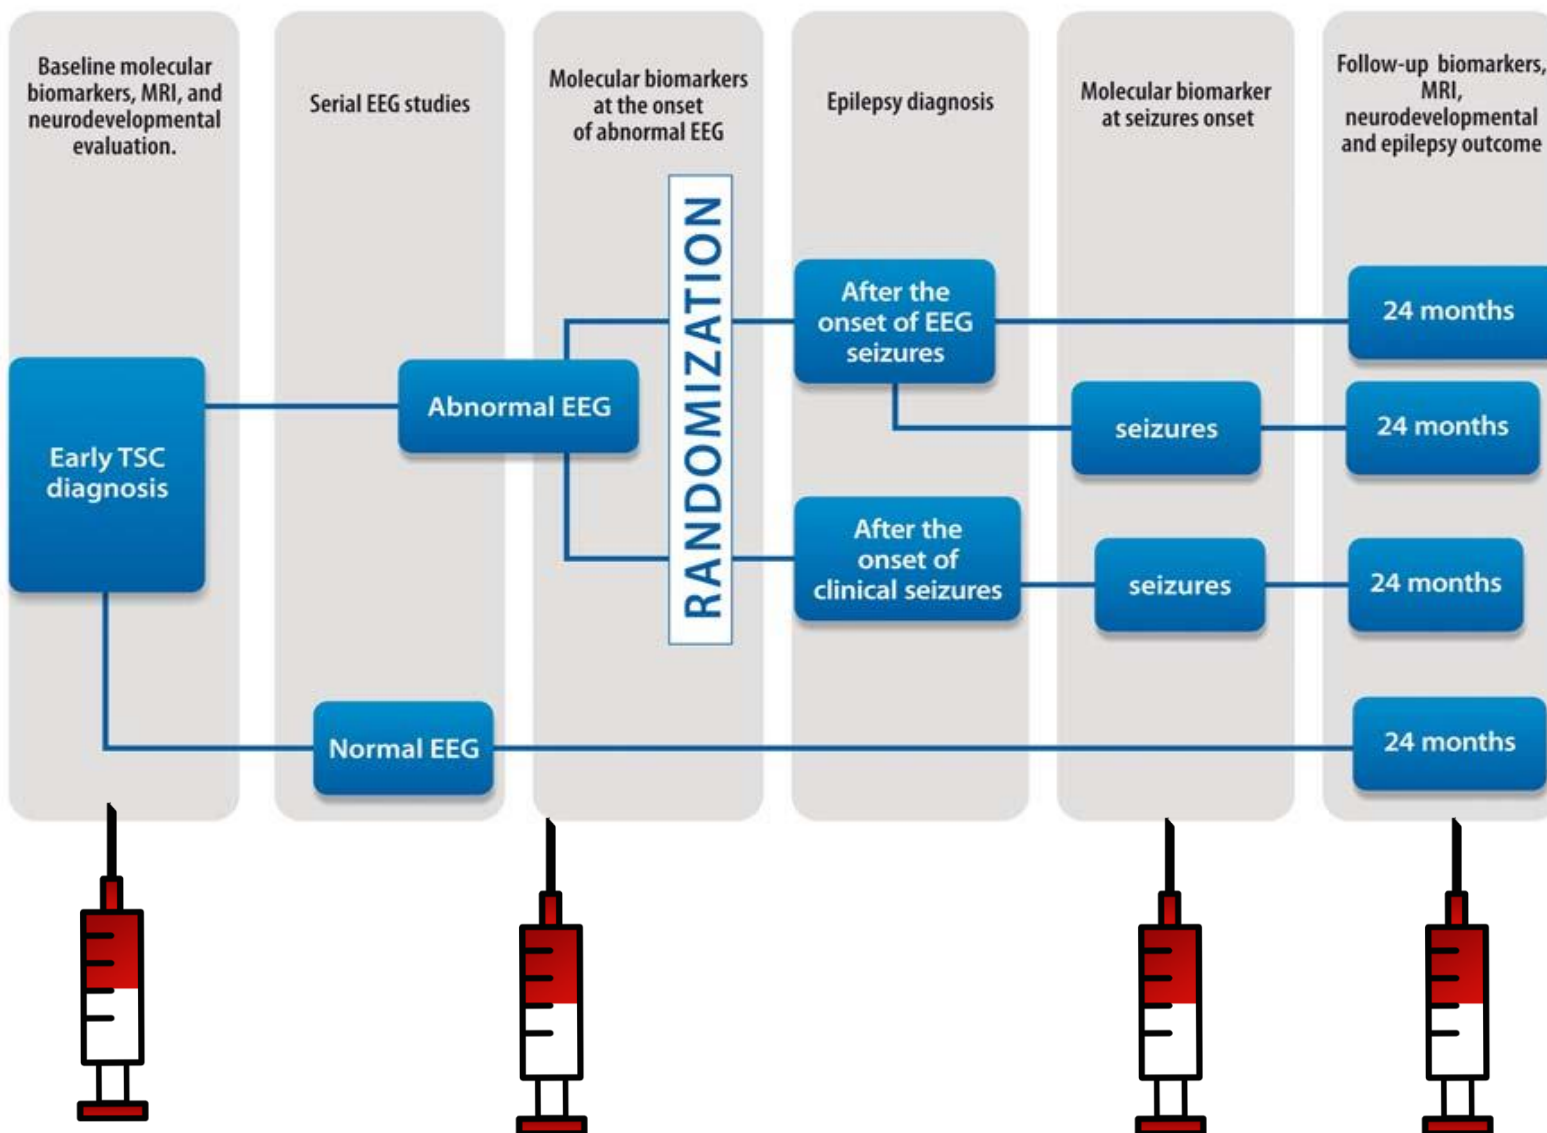 Baseline molecular
biomarkers, MRI, and
neurodevelopmental
evaluation.
Serial EEG studies
Molecular biomarkers
at the onset
of abnormal EEG
Epilepsy diagnosis
Molecular biomarker
at seizures onset
Follow-up biomarkers,
MRI,
neurodevelopmental
and epilepsy outcome
RANDOMIZATION
After the
onset of EEG
seizures
24 months
Early TSC
diagnosis
Abnormal EEG
seizures
24 months
After the
onset of
clinical seizures
seizures
24 months
Normal EEG
24 months